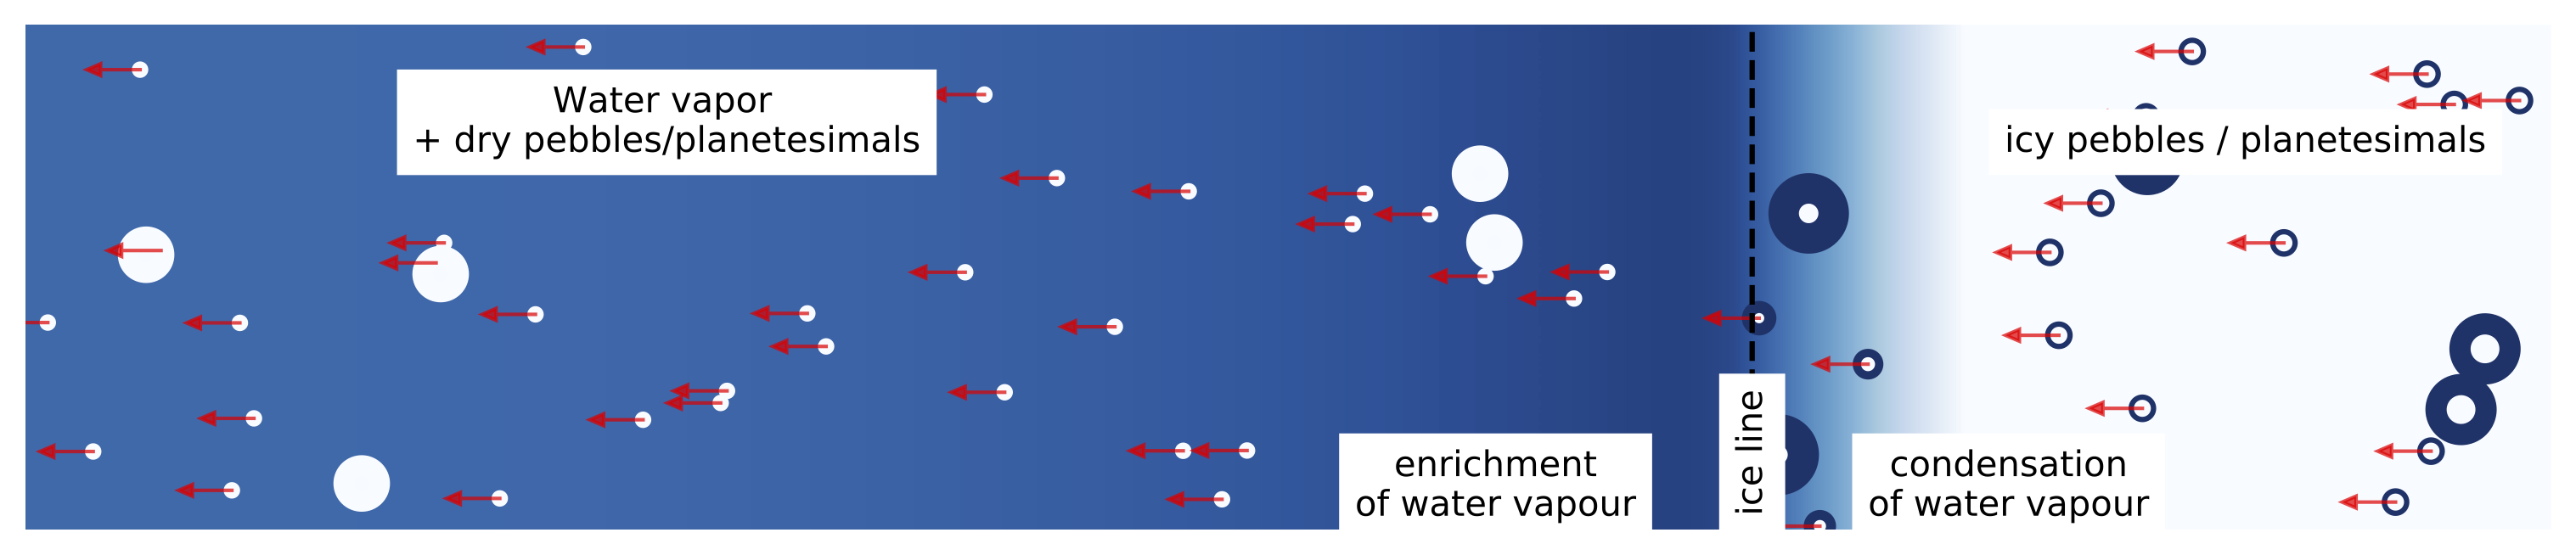 Water vapor
+ dry pebbles/planetesimals
icy pebbles / planetesimals
enrichment
of water vapour
ice line
condensation
of water vapour